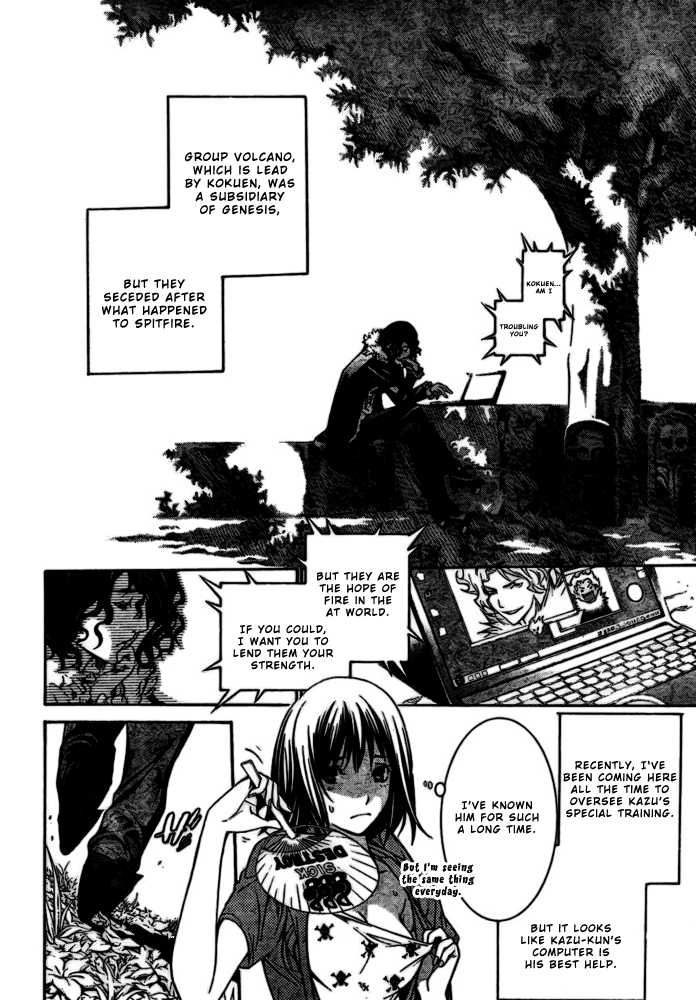 GROUP VOLCANO,
WHICH IS LEAD
BY KOKUEN, WAS
A SUBSIDIARY
OF GENESIS,
BUT THEY
SECEDED AFTER
WHAT HAPPENED
TO SPITFIRE.
KOKUEN...
AM I
TROUBLING
YOU?
BUT THEY ARE
THE HOPE OF
FIRE IN THE
AT WORLD.
IF YOU COULD,
I WANT YOU TO
LEND THEM YOUR
STRENGTH.
RECENTLY, I'VE
BEEN COMING HERE
ALL THE TIME TO
OVERSEE KAZU'S
SPECIAL TRAINING.
I'VE KNOWN
HIM FOR SUCH
A LONG TIME.
But I'm seeing
the same thing
everyday.
DESTROY
SICK
BUT IT LOOKS
LIKE KAZU-KUN'S
COMPUTER IS
HIS BEST HELP.